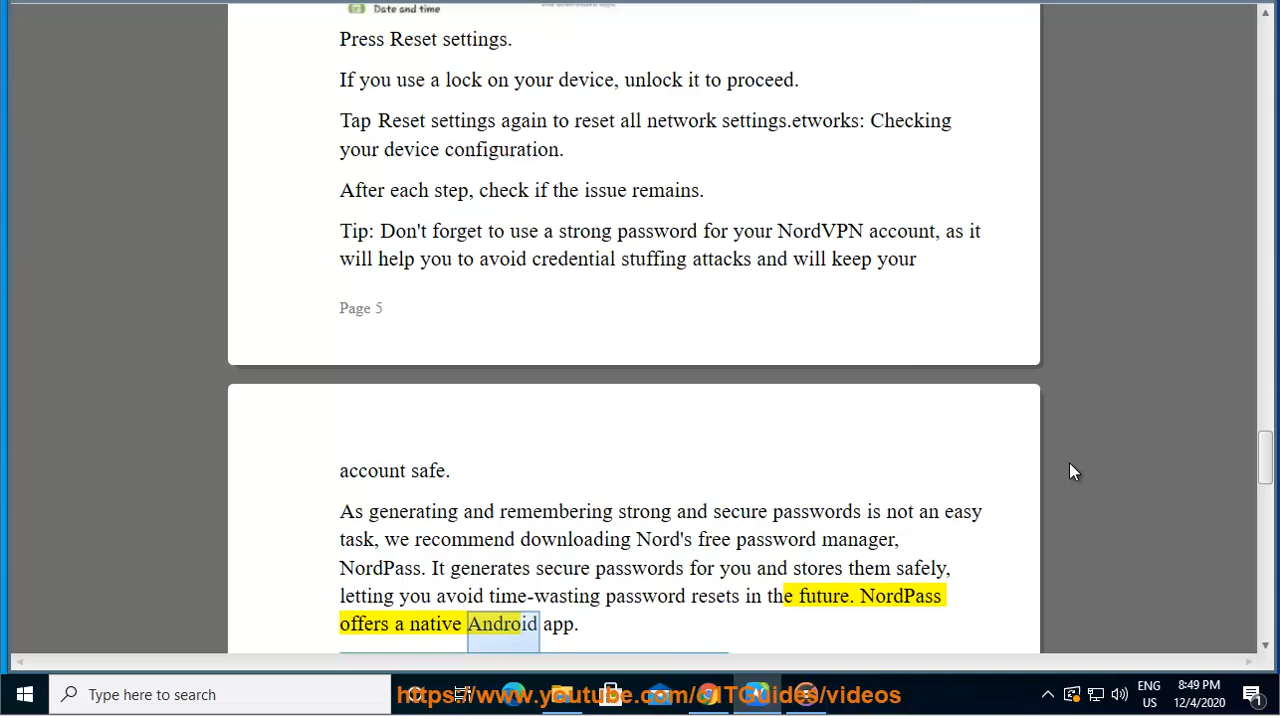 Date and time
Press Reset settings.
If you use a lock on your device, unlock it to proceed.
Tap Reset settings again to reset all network settings.etworks: Checking
your device configuration.
After each step, check if the issue remains.
Tip: Don't forget to use a strong password for your NordVPN account, as it
will help you to avoid credential stuffing attacks and will keep your
Page 5
account safe.
As generating and remembering strong and secure passwords is not an easy
task, we recommend downloading Nord's free password manager,
NordPass. It generates secure passwords for you and stores them safely,
letting you avoid time-wasting password resets in the future. NordPass
offers a native Android app.
Type here to search
https://www.youtube.com/c/ITGuides/videos
ENG
US
8:49 PM
12/4/2020
1